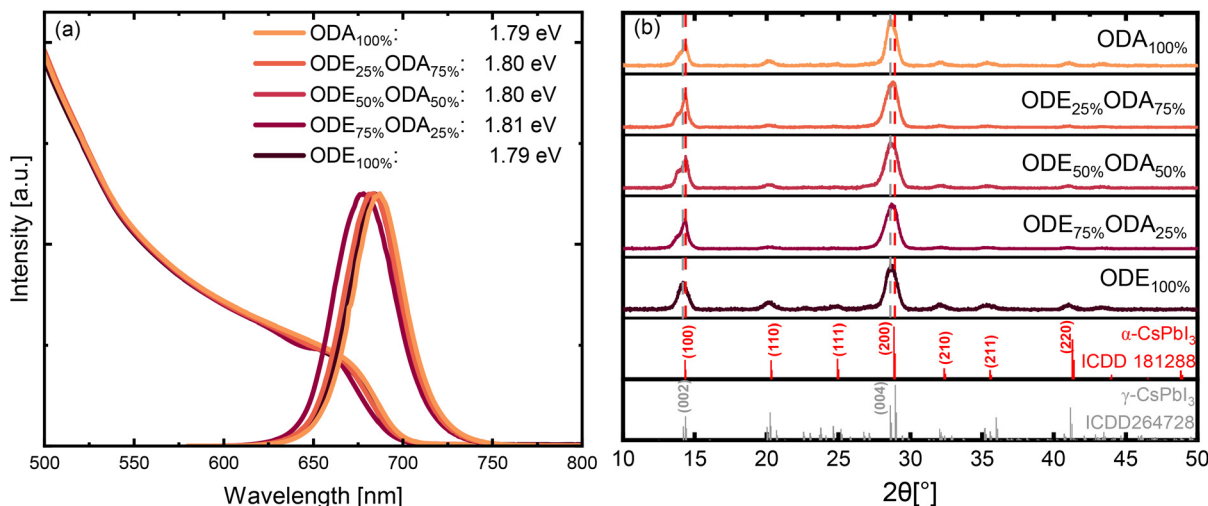 (a)
ODA100%: 1.79 eV
ODE25%ODA75%: 1.80 eV
ODE50%ODA50%: 1.80 eV
ODE75%ODA25%: 1.81 eV
ODE100%: 1.79 eV
Intensity [a.u.]
500 550 600 650 700 750 800
Wavelength [nm]
(b)
ODA100%
ODE25%ODA75%
ODE50%ODA50%
ODE75%ODA25%
ODE100%
(100) (110) (111) (200) (210) (211) (220)
α-CsPbI3
ICDD 181288
(002) (004)
γ-CsPbI3
ICDD264728
10 15 20 25 30 35 40 45 50
2θ[°]